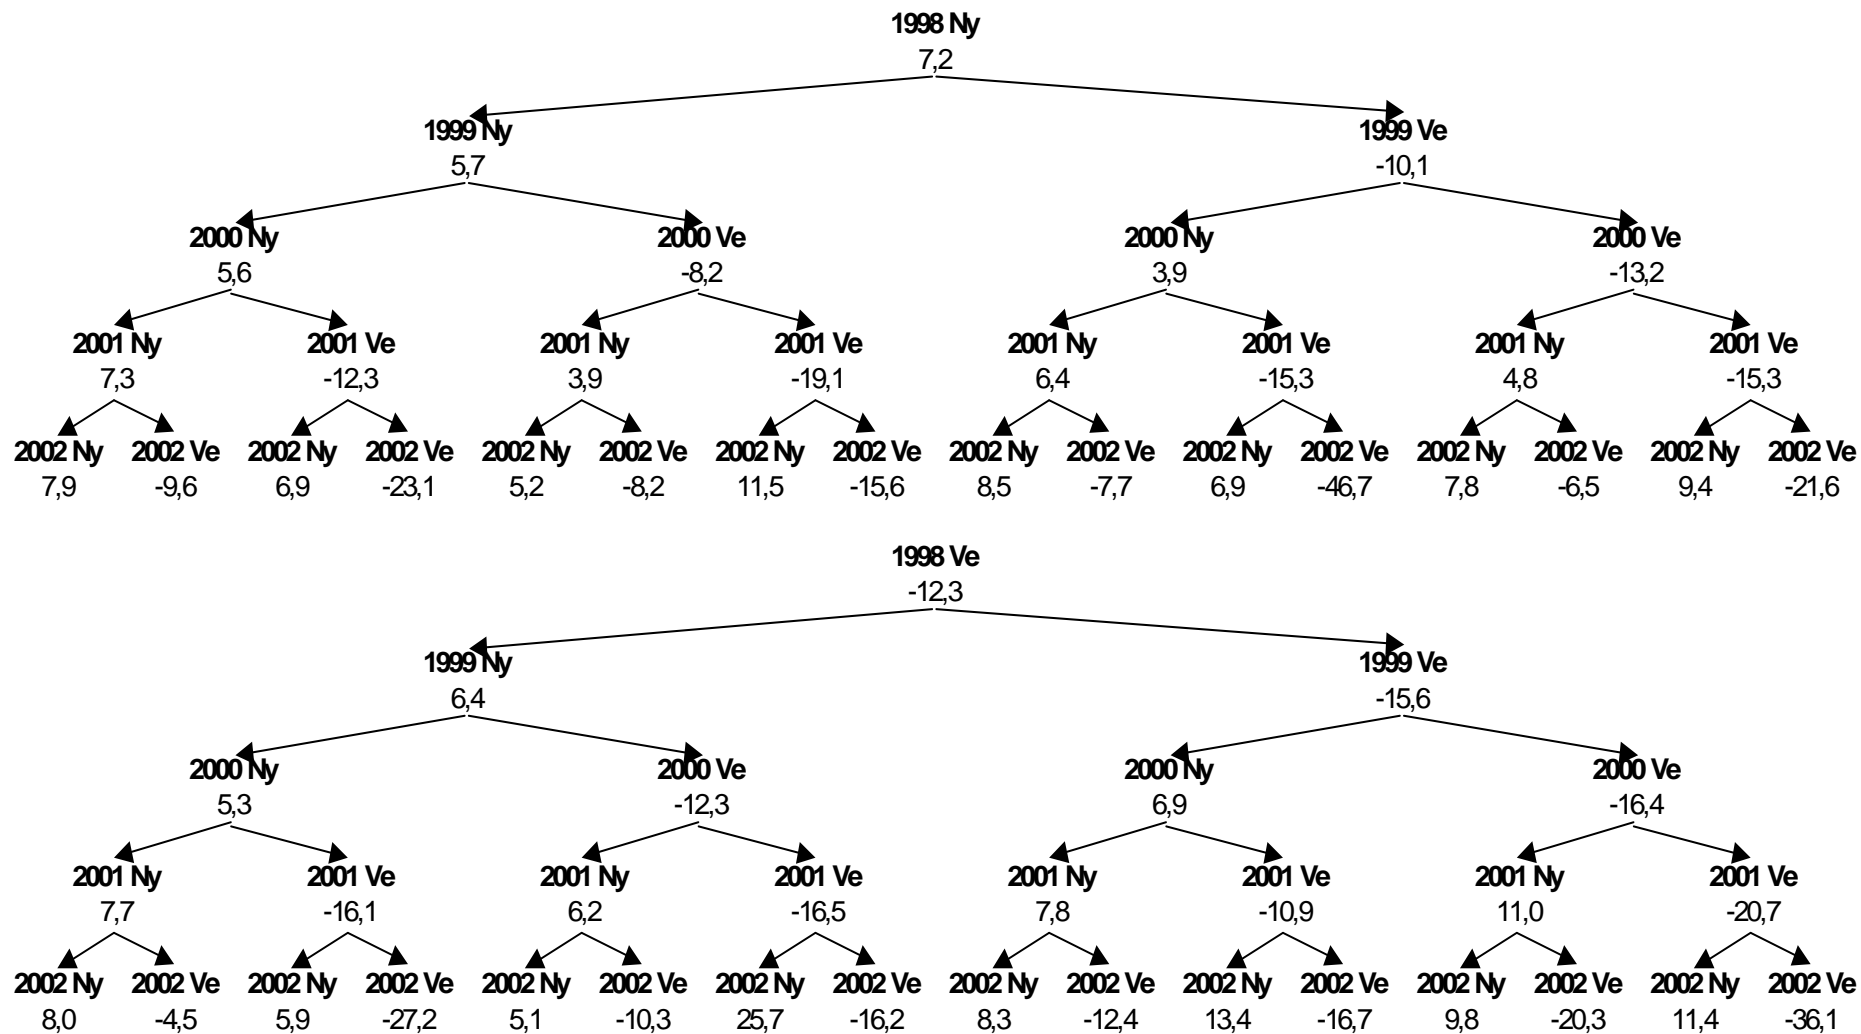 1998 Ny
7,2
1999 Ny 1999 Ve
5,7 -10,1
2000 Ny 2000 Ve 2000 Ny 2000 Ve
5,6 -8,2 3,9 -13,2
2001 Ny 2001 Ve 2001 Ny 2001 Ve 2001 Ny 2001 Ve 2001 Ny 2001 Ve
7,3 -12,3 3,9 -19,1 6,4 -15,3 4,8 -15,3
2002 Ny 2002 Ve 2002 Ny 2002 Ve 2002 Ny 2002 Ve 2002 Ny 2002 Ve 2002 Ny 2002 Ve 2002 Ny 2002 Ve 2002 Ny 2002 Ve 2002 Ny 2002 Ve
7,9 -9,6 6,9 -23,1 5,2 -8,2 11,5 -15,6 8,5 -7,7 6,9 -46,7 7,8 -6,5 9,4 -21,6
1998 Ve
-12,3
1999 Ny 1999 Ve
6,4 -15,6
2000 Ny 2000 Ve 2000 Ny 2000 Ve
5,3 -12,3 6,9 -16,4
2001 Ny 2001 Ve 2001 Ny 2001 Ve 2001 Ny 2001 Ve 2001 Ny 2001 Ve
7,7 -16,1 6,2 -16,5 7,8 -10,9 11,0 -20,7
2002 Ny 2002 Ve 2002 Ny 2002 Ve 2002 Ny 2002 Ve 2002 Ny 2002 Ve 2002 Ny 2002 Ve 2002 Ny 2002 Ve 2002 Ny 2002 Ve 2002 Ny 2002 Ve
8,0 -4,5 5,9 -27,2 5,1 -10,3 25,7 -16,2 8,3 -12,4 13,4 -16,7 9,8 -20,3 11,4 -36,1